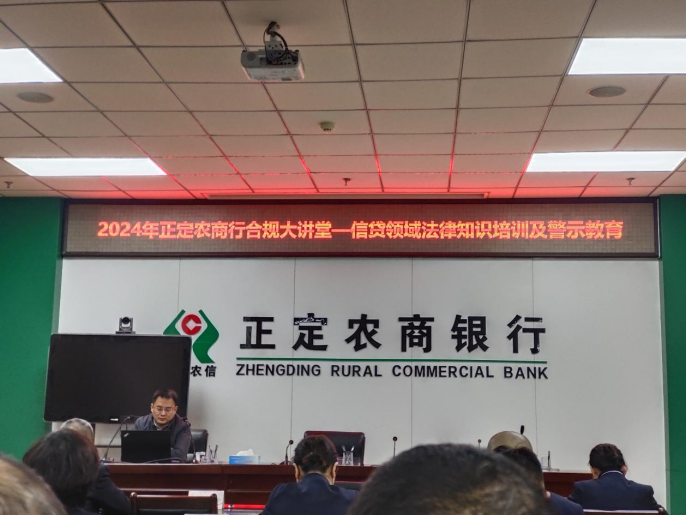 2024年正定农商行合规大讲堂—信贷领域法律知识培训及警示教育
正定农商银行
农信
ZHENGDING RURAL COMMERCIAL BANK